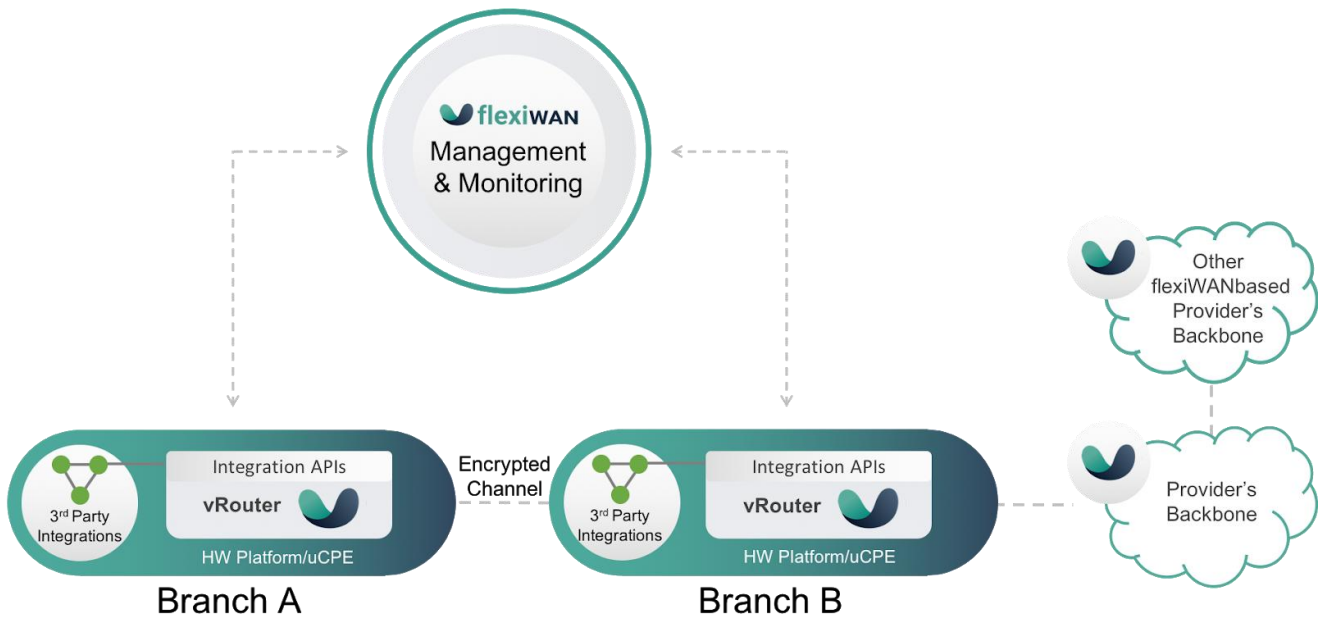 flexiWAN
Management
& Monitoring
Other
flexiWANbased
Provider's
Backbone
Integration APIs
vRouter
3rd Party
Integrations
HW Platform/uCPE
Encrypted
Channel
Integration APIs
vRouter
3rd Party
Integrations
HW Platform/uCPE
Provider's
Backbone
Branch A
Branch B